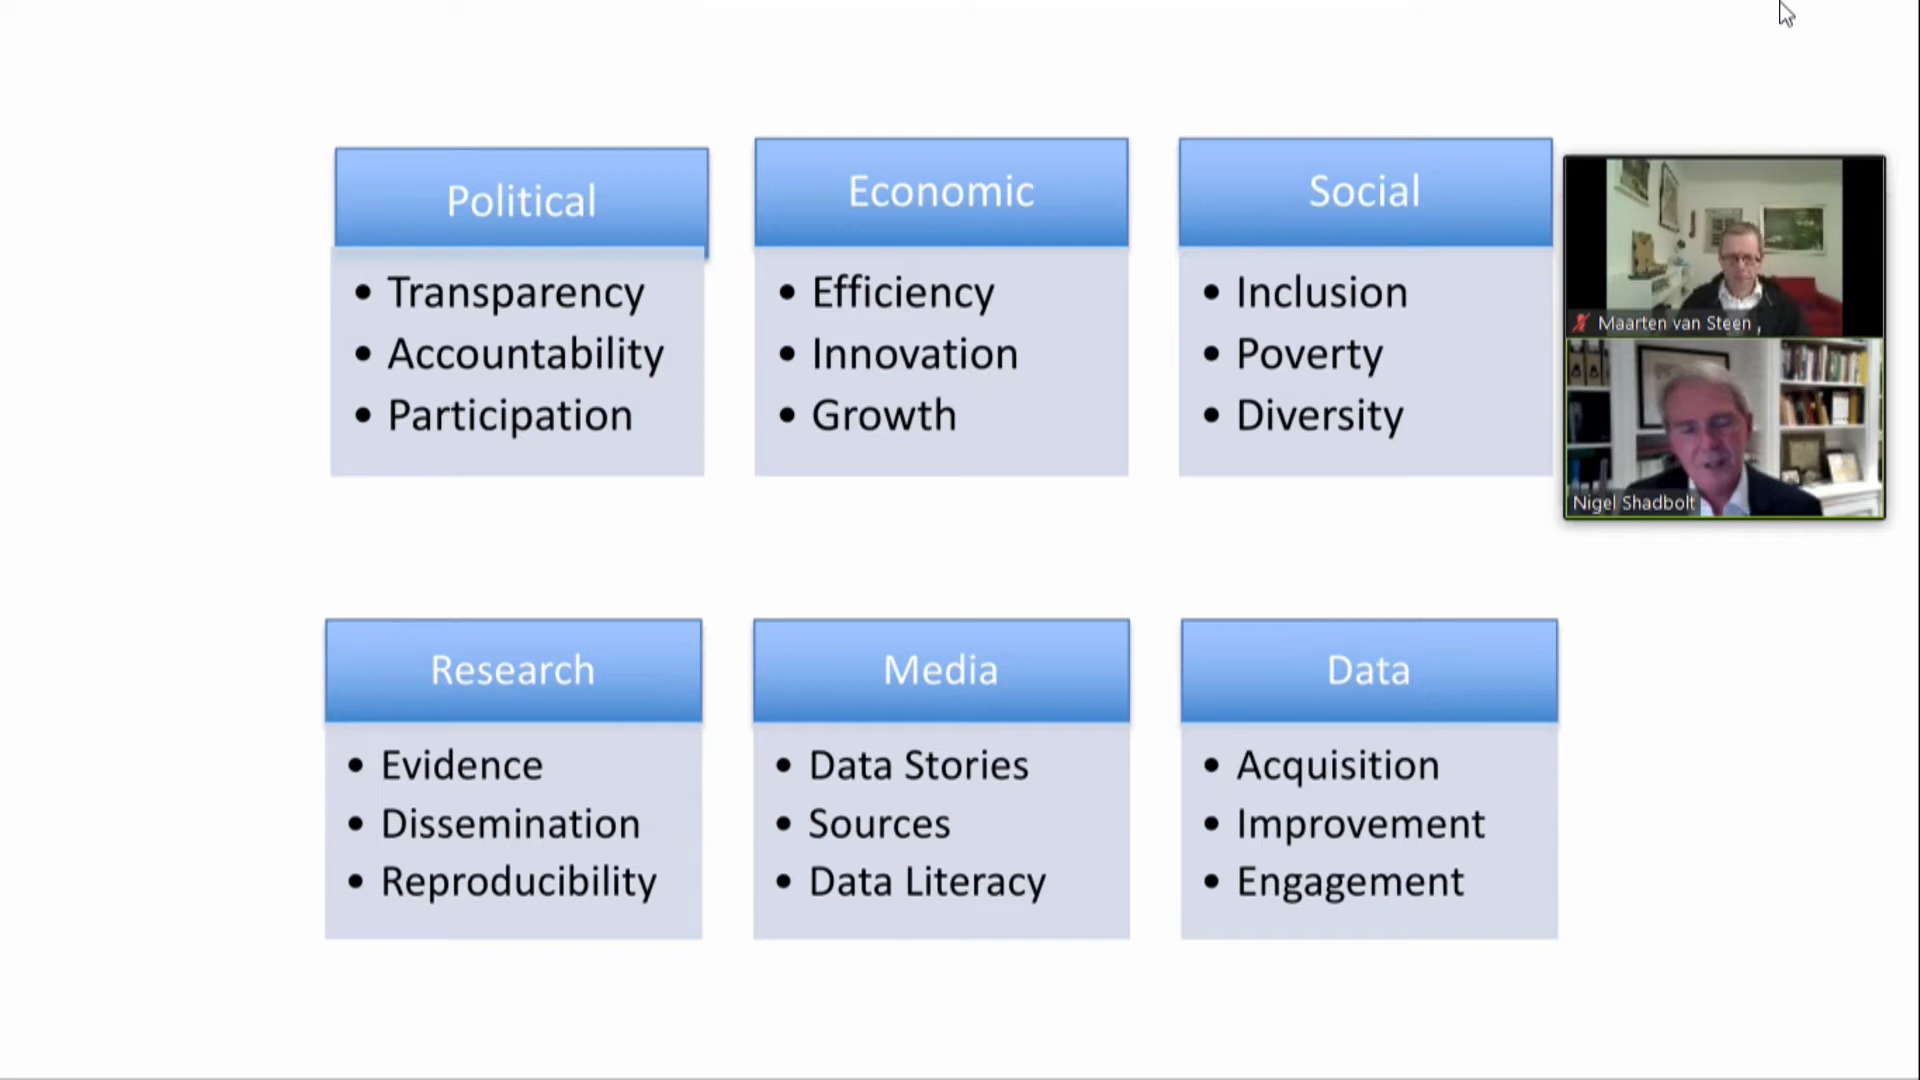 Political
• Transparency
• Accountability
• Participation
Economic
• Efficiency
• Innovation
• Growth
Social
• Inclusion
• Poverty
• Diversity
Maarten van Steen ,
Nigel Shadbolt
Research
• Evidence
• Dissemination
• Reproducibility
Media
• Data Stories
• Sources
• Data Literacy
Data
• Acquisition
• Improvement
• Engagement